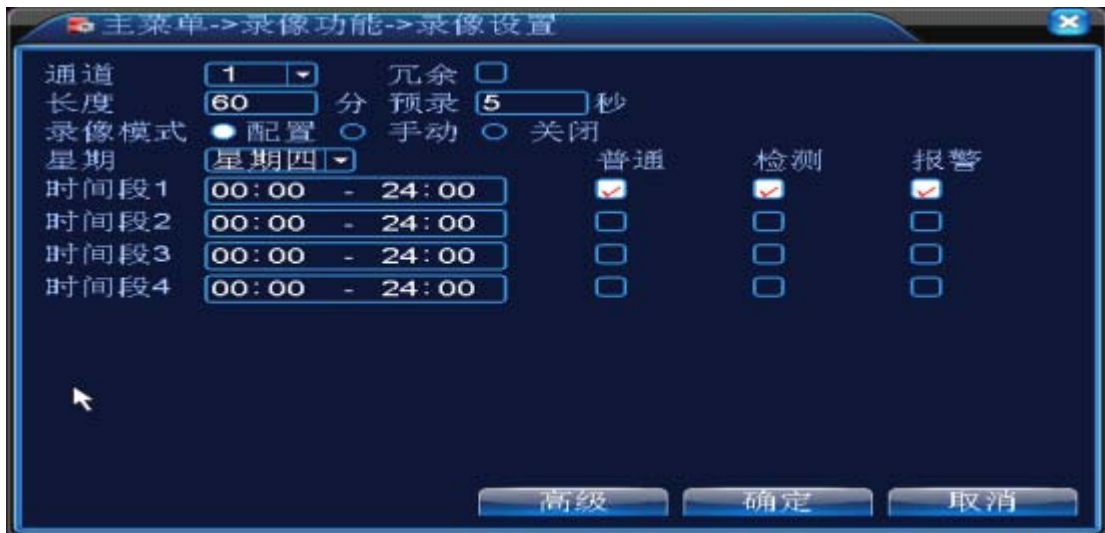 主菜单->录像功能->录像设置
通道 1 冗余
长度 60 分 预录 5 秒
录像模式 配置 手动 关闭
星期 星期四 普通 检测 报警
时间段1 00:00 - 24:00
时间段2 00:00 - 24:00
时间段3 00:00 - 24:00
时间段4 00:00 - 24:00
高级 确定 取消